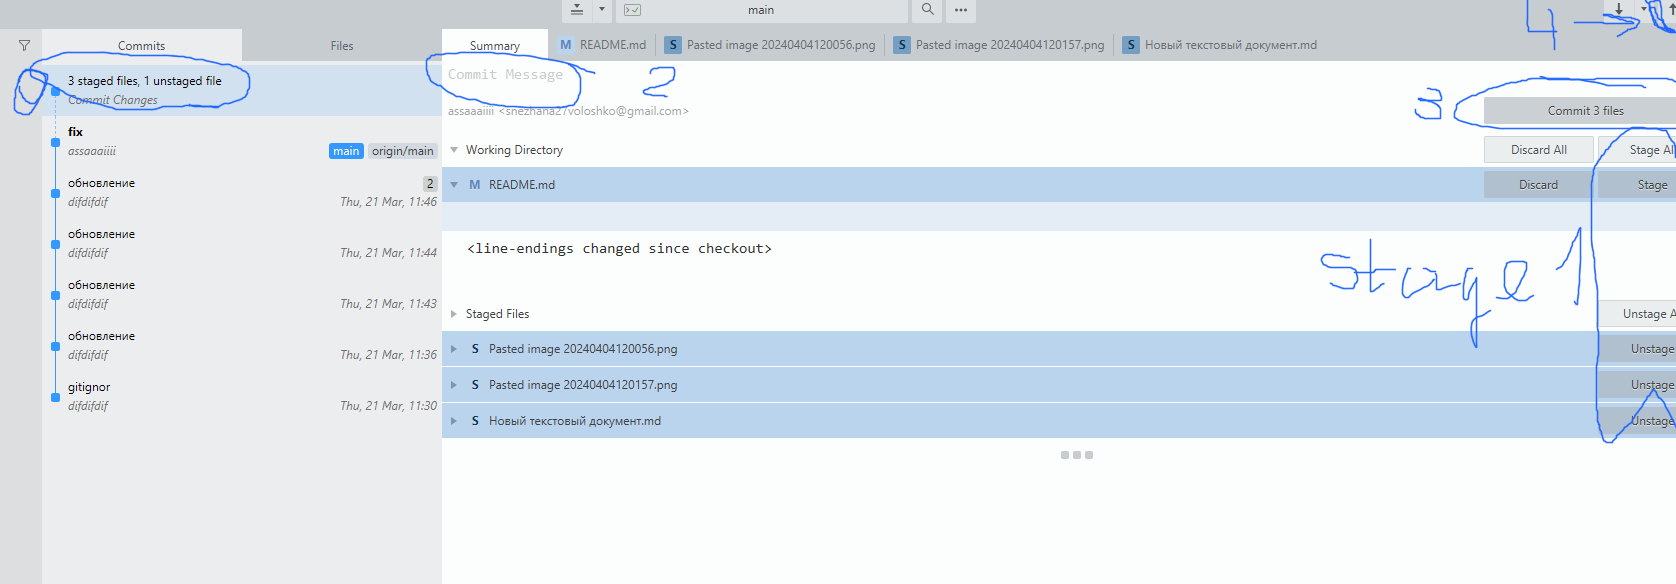 main
4
Commits Files Summary M README.md S Pasted image 20240404120056.png S Pasted image 20240404120157.png S Новый текстовый документ.md
3 staged files, 1 unstaged file
Commit Changes
Commit Message
2
assaaaiiii <snezhana27voloshko@gmail.com>
3
Commit 3 files
fix
assaaaiiii main origin/main
Working Directory Discard All Stage All
обновление 2
difdifdif Thu, 21 Mar, 11:46
M README.md Discard Stage
обновление
difdifdif Thu, 21 Mar, 11:44
<line-endings changed since checkout>
stage 1
обновление
difdifdif Thu, 21 Mar, 11:43
Staged Files Unstage A
обновление
difdifdif Thu, 21 Mar, 11:36
S Pasted image 20240404120056.png Unstage
S Pasted image 20240404120157.png Unstage
gitignor
difdifdif Thu, 21 Mar, 11:30
S Новый текстовый документ.md Unstage